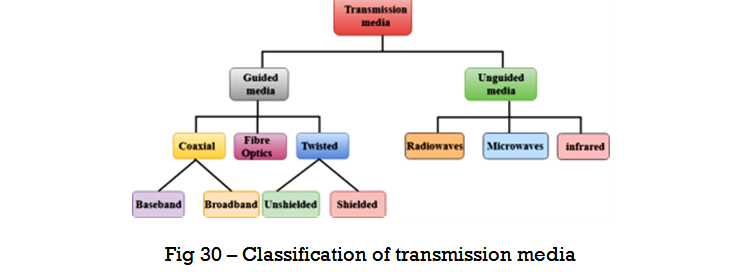 Transmission
media
Guided
media
Unguided
media
Coaxial
Fibre
Optics
Twisted
Radiowaves
Microwaves
infrared
Baseband
Broadband
Unshielded
Shielded
Fig 30 – Classification of transmission media